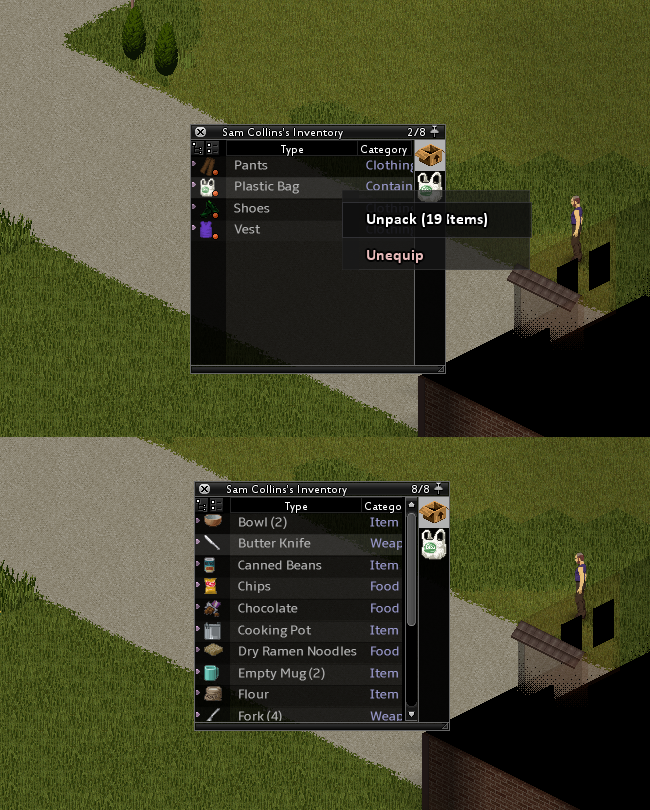 Sam Collins's Inventory 2/8
Type Category
Pants Clothing
Plastic Bag Contain
Shoes
Vest
Unpack (19 Items)
Unequip
Sam Collins's Inventory 8/8
Type Catego
Bowl (2) Item
Butter Knife Weap
Canned Beans Item
Chips Food
Chocolate Food
Cooking Pot Item
Dry Ramen Noodles Food
Empty Mug (2) Item
Flour Item
Fork (4) Weap